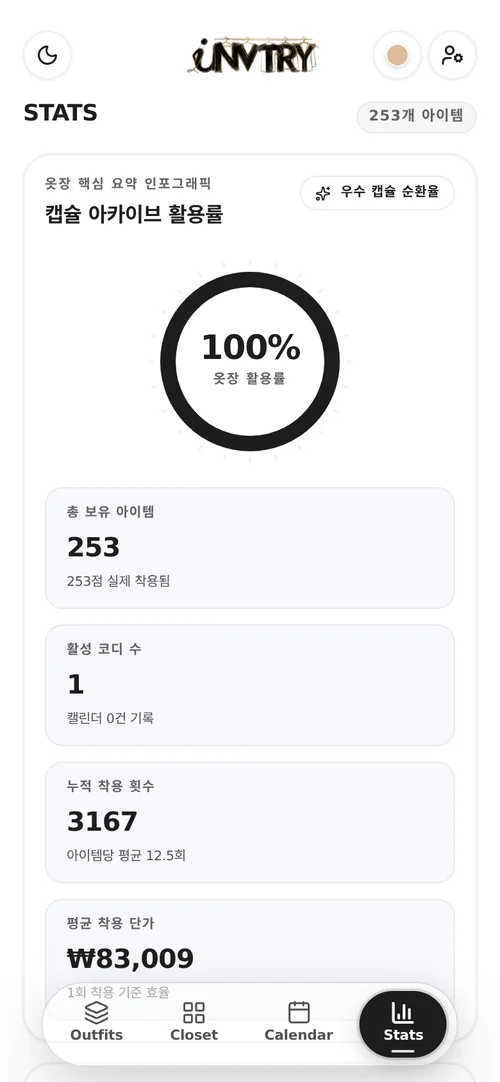 iNVTRY
STATS
253개 아이템
옷장 핵심 요약 인포그래픽
캡슐 아카이브 활용률
우수 캡슐 순환율
100%
옷장 활용률
총 보유 아이템
253
253점 실제 착용됨
활성 코디 수
1
캘린더 0건 기록
누적 착용 횟수
3167
아이템당 평균 12.5회
평균 착용 단가
₩83,009
1회 착용 기준 효율
Outfits
Closet
Calendar
Stats